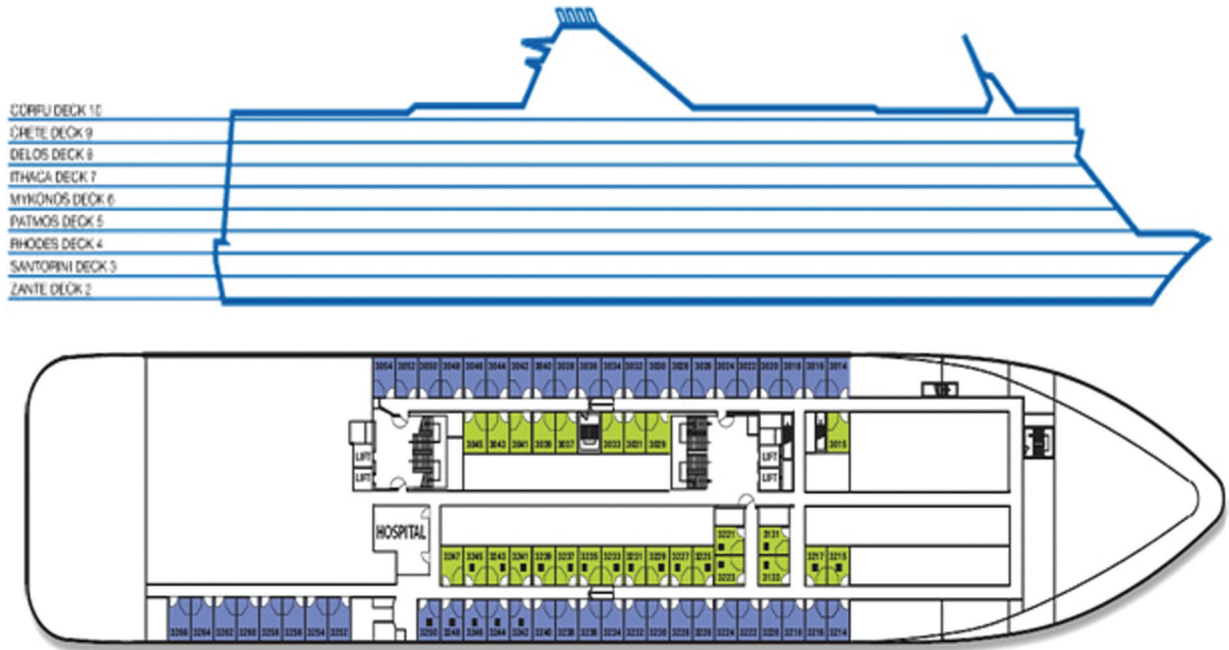 CORFU DECK 10
CRETE DECK 9
DELOS DECK 8
ITHACA DECK 7
MYKONOS DECK 6
PATMOS DECK 5
RHODES DECK 4
SANTORINI DECK 3
ZANTE DECK 2
3054 3052 3050 3048 3046 3044 3042 3040 3038 3036 3034 3032 3030 3028 3026 3024 3022 3020 3018 3016 3014
3045 3043 3041 3039 3037 3033 3031 3029 3015
LIFT LIFT
LIFT LIFT
HOSPITAL
3221 3131
3247 3245 3243 3241 3239 3237 3235 3233 3231 3229 3227 3225 3217 3215
3223 3133
3266 3264 3262 3260 3258 3256 3254 3252 3250 3248 3246 3244 3242 3240 3238 3236 3234 3232 3230 3228 3226 3224 3222 3220 3218 3216 3214